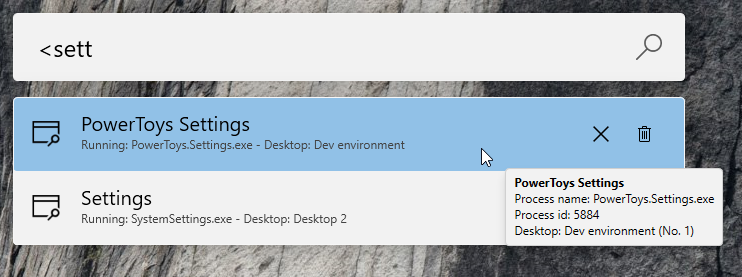 <sett
PowerToys Settings
Running: PowerToys.Settings.exe - Desktop: Dev environment
Settings
Running: SystemSettings.exe - Desktop: Desktop 2
PowerToys Settings
Process name: PowerToys.Settings.exe
Process id: 5884
Desktop: Dev environment (No. 1)